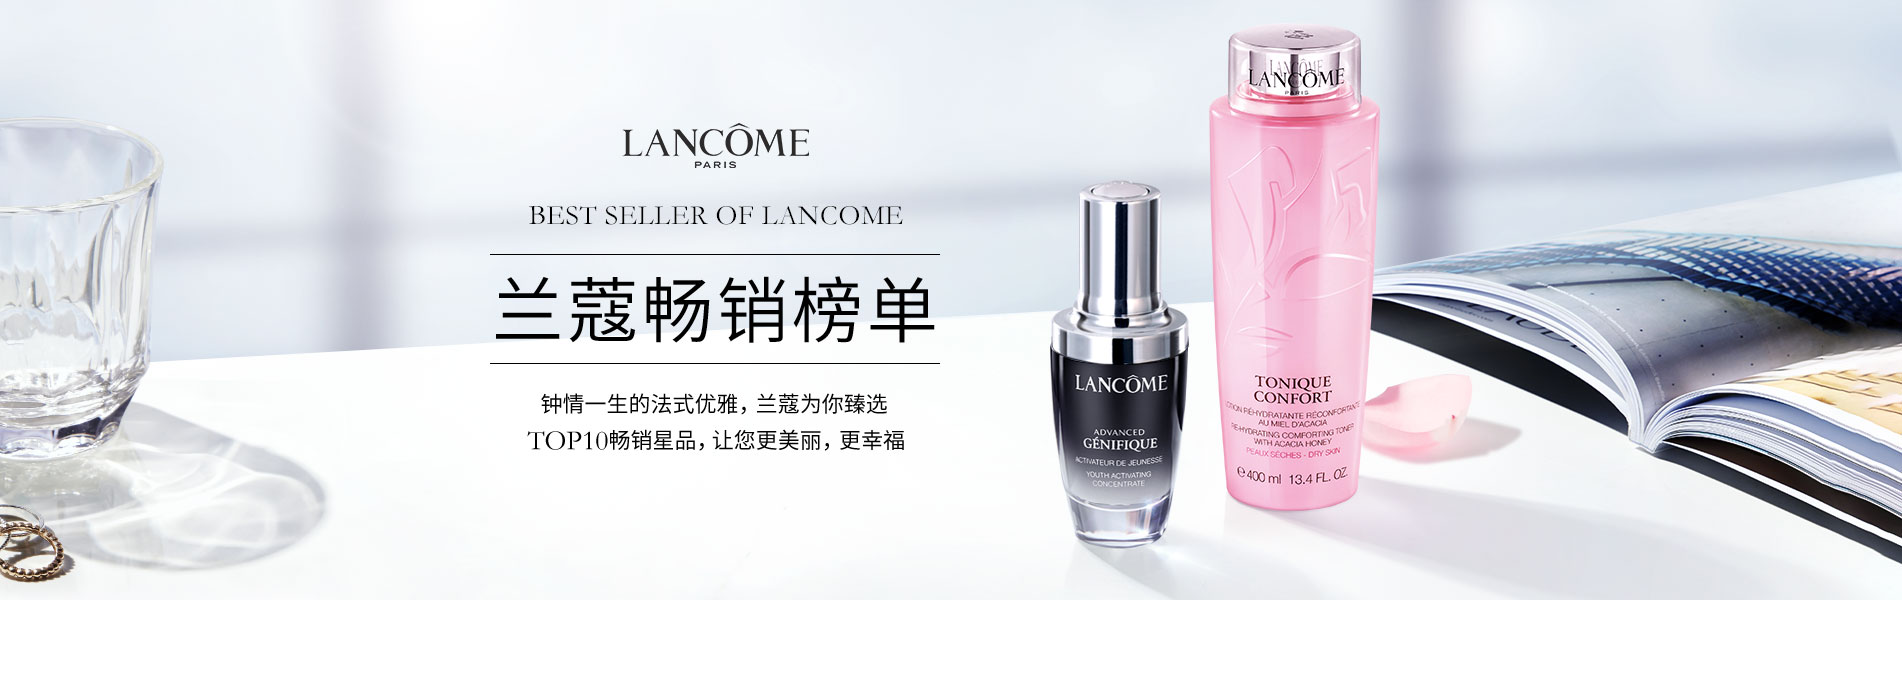 LANCÔME
PARIS
BEST SELLER OF LANCOME
兰蔻畅销榜单
钟情一生的法式优雅，兰蔻为你臻选
TOP10畅销星品，让您更美丽，更幸福
LANCÔME
ADVANCED
GÉNIFIQUE
ACTIVATEUR DE JEUNESSE
YOUTH ACTIVATING
CONCENTRATE
LANCÔME
PARIS
TONIQUE
CONFORT
LOTION RÉHYDRATANTE RÉCONFORTANTE
AU MIEL D'ACACIA
RE-HYDRATING COMFORTING TONER
WITH ACACIA HONEY
PEAUX SÈCHES - DRY SKIN
e 400 ml 13.4 FL. OZ.